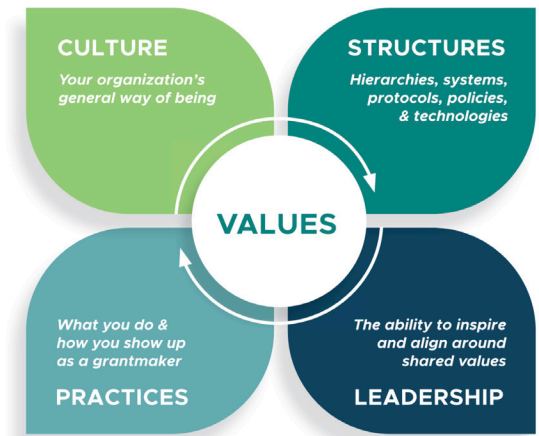 CULTURE
Your organization's
general way of being
STRUCTURES
Hierarchies, systems,
protocols, policies,
& technologies
VALUES
What you do &
how you show up
as a grantmaker
PRACTICES
The ability to inspire
and align around
shared values
LEADERSHIP